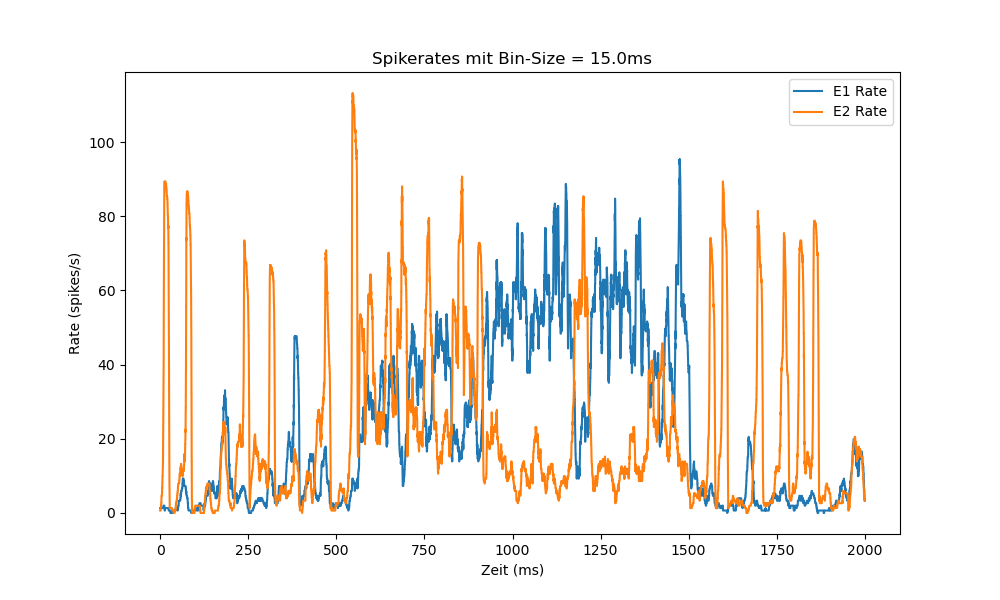 Spikerates mit Bin-Size = 15.0ms
E1 Rate
E2 Rate
Rate (spikes/s)
100
80
60
40
20
0
0 250 500 750 1000 1250 1500 1750 2000
Zeit (ms)